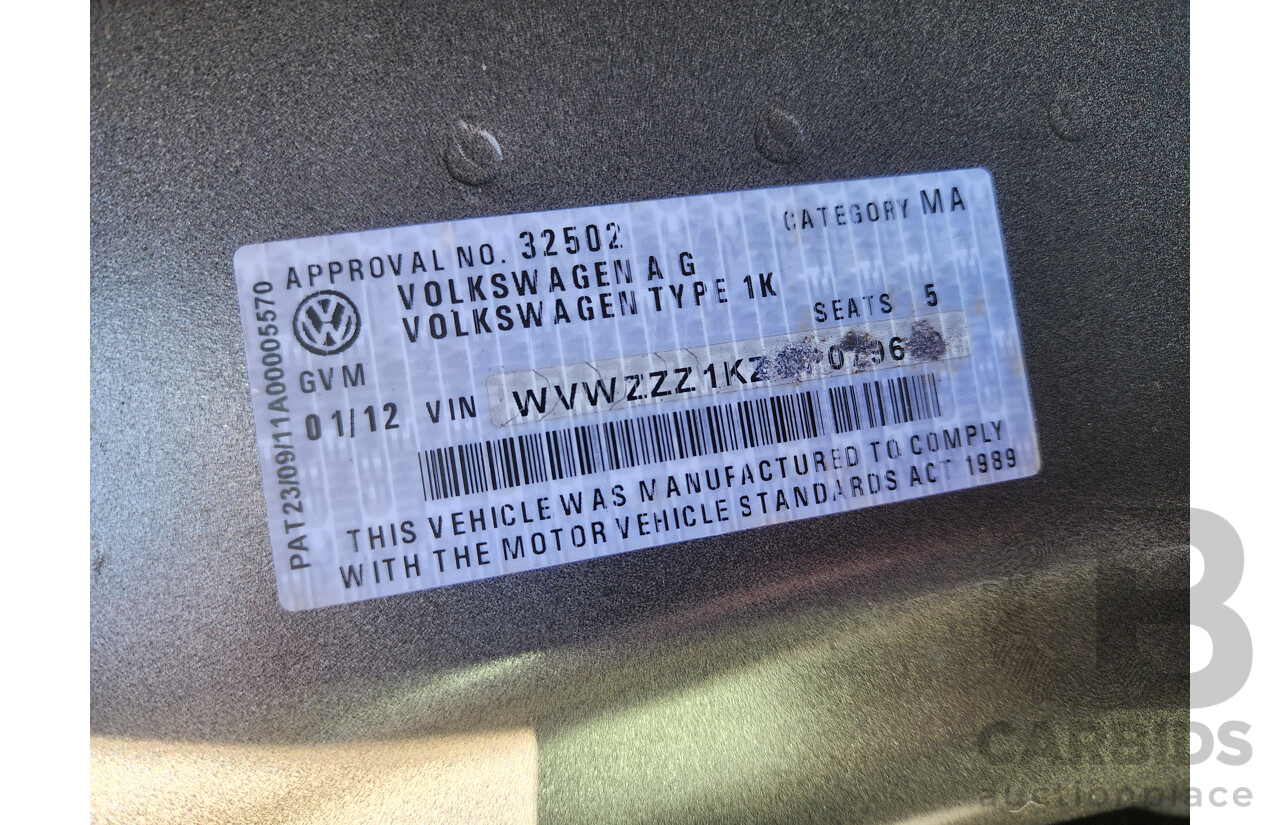 APPROVAL NO. 32502
CATEGORY MA
VOLKSWAGEN A G
VOLKSWAGEN TYPE 1K
SEATS 5
GVM
01/12
VIN
THIS VEHICLE WAS MANUFACTURED TO COMPLY
WITH THE MOTOR VEHICLE STANDARDS ACT 1989
PAT23/09/11A00005570
B
CARBIDS
auctionplace